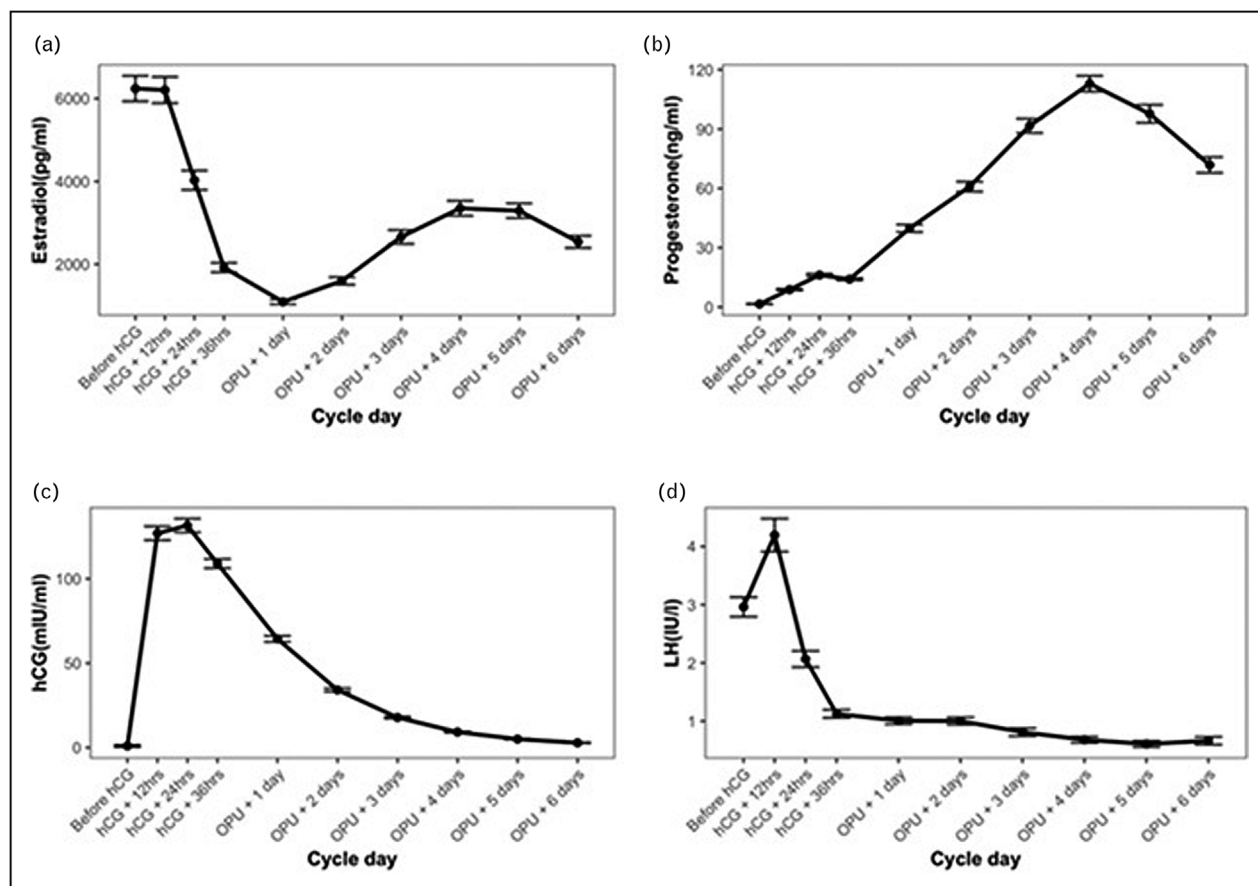 (a)
Estradiol(pg/ml)
6000
4000
2000
Before hCG
hCG + 12hrs
hCG + 24hrs
hCG + 36hrs
OPU + 1 day
OPU + 2 days
OPU + 3 days
OPU + 4 days
OPU + 5 days
OPU + 6 days
Cycle day
(b)
Progesterone(ng/ml)
120
90
60
30
0
Before hCG
hCG + 12hrs
hCG + 24hrs
hCG + 36hrs
OPU + 1 day
OPU + 2 days
OPU + 3 days
OPU + 4 days
OPU + 5 days
OPU + 6 days
Cycle day
(c)
hCG(mIU/ml)
100
50
0
Before hCG
hCG + 12hrs
hCG + 24hrs
hCG + 36hrs
OPU + 1 day
OPU + 2 days
OPU + 3 days
OPU + 4 days
OPU + 5 days
OPU + 6 days
Cycle day
(d)
LH(IU/l)
4
3
2
1
Before hCG
hCG + 12hrs
hCG + 24hrs
hCG + 36hrs
OPU + 1 day
OPU + 2 days
OPU + 3 days
OPU + 4 days
OPU + 5 days
OPU + 6 days
Cycle day